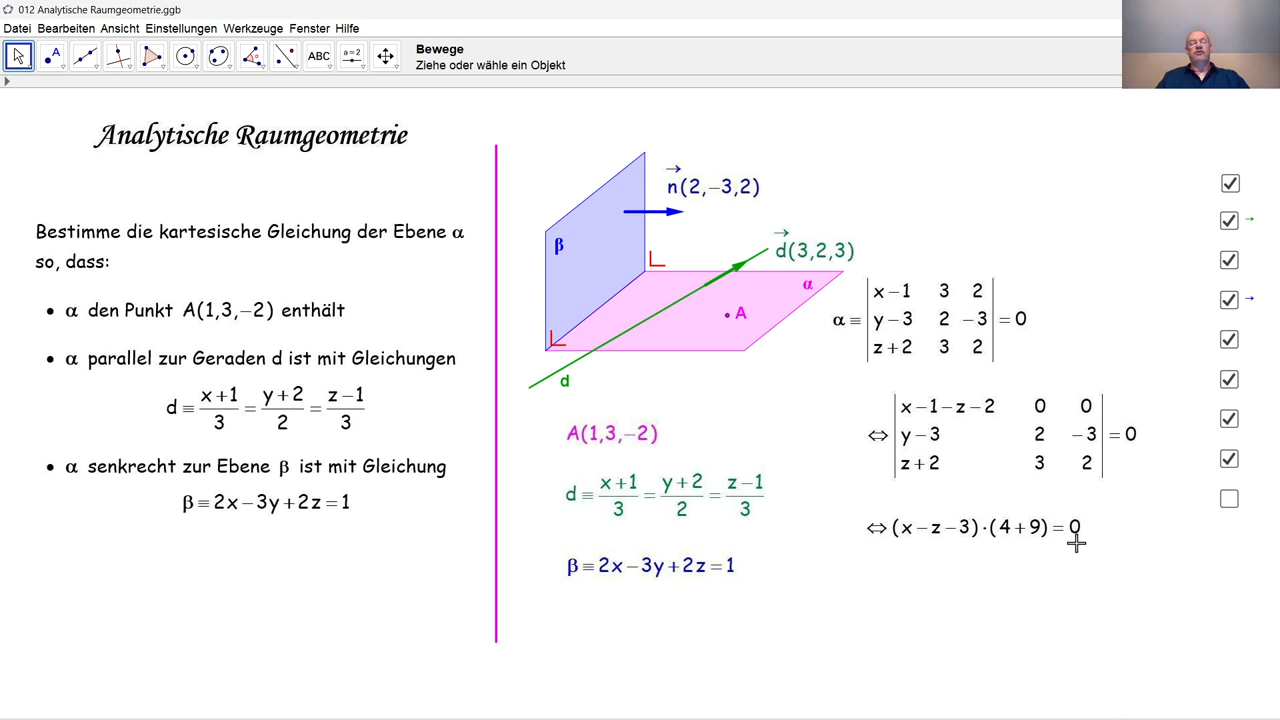 012 Analytische Raumgeometrie.ggb
Datei Bearbeiten Ansicht Einstellungen Werkzeuge Fenster Hilfe
A ABC a=2
Bewege
Ziehe oder wähle ein Objekt
Analytische Raumgeometrie
Bestimme die kartesische Gleichung der Ebene α
so, dass:
• α den Punkt A(1,3,−2) enthält
• α parallel zur Geraden d ist mit Gleichungen
d ≡ (x+1)/3 = (y+2)/2 = (z−1)/3
• α senkrecht zur Ebene β ist mit Gleichung
β ≡ 2x−3y+2z=1
n(2,−3,2)
β
d(3,2,3)
α
A
d
A(1,3,−2)
d ≡ (x+1)/3 = (y+2)/2 = (z−1)/3
β ≡ 2x−3y+2z=1
α ≡ | x−1 3 2 |
| y−3 2 −3 | = 0
| z+2 3 2 |
⇔ | x−1−z−2 0 0 |
| y−3 2 −3 | = 0
| z+2 3 2 |
⇔ (x−z−3)·(4+9)=0